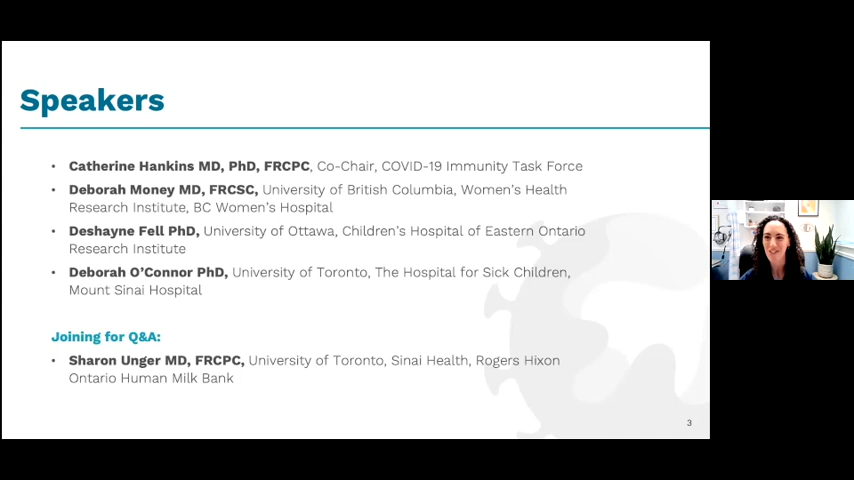 Speakers
• Catherine Hankins MD, PhD, FRCPC, Co-Chair, COVID-19 Immunity Task Force
• Deborah Money MD, FRCSC, University of British Columbia, Women's Health
Research Institute, BC Women's Hospital
• Deshayne Fell PhD, University of Ottawa, Children's Hospital of Eastern Ontario
Research Institute
• Deborah O'Connor PhD, University of Toronto, The Hospital for Sick Children,
Mount Sinai Hospital
Joining for Q&A:
• Sharon Unger MD, FRCPC, University of Toronto, Sinai Health, Rogers Hixon
Ontario Human Milk Bank
3